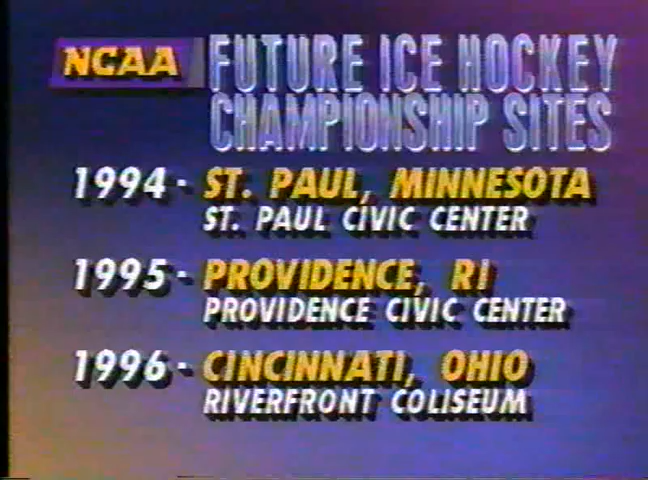 NCAA FUTURE ICE HOCKEY
CHAMPIONSHIP SITES
1994 - ST. PAUL, MINNESOTA
ST. PAUL CIVIC CENTER
1995 - PROVIDENCE, RI
PROVIDENCE CIVIC CENTER
1996 - CINCINNATI, OHIO
RIVERFRONT COLISEUM